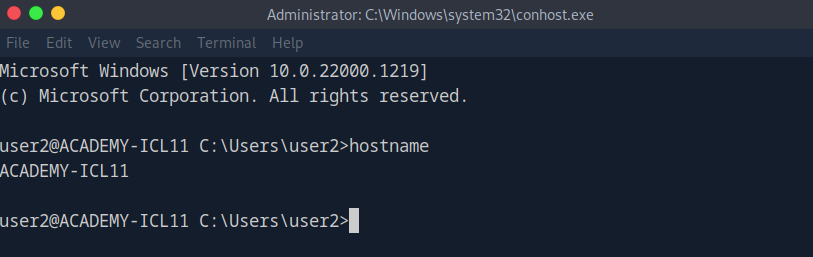 Administrator: C:\Windows\system32\conhost.exe
File Edit View Search Terminal Help
Microsoft Windows [Version 10.0.22000.1219]
(c) Microsoft Corporation. All rights reserved.
user2@ACADEMY-ICL11 C:\Users\user2>hostname
ACADEMY-ICL11
user2@ACADEMY-ICL11 C:\Users\user2>